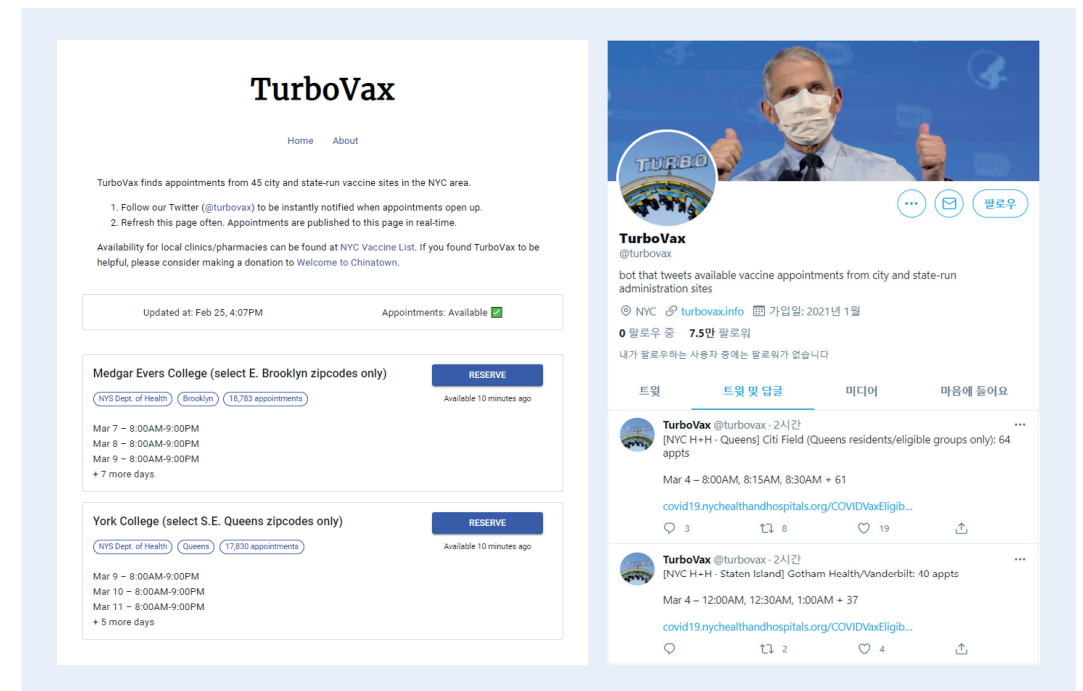 TurboVax
Home About
TurboVax finds appointments from 45 city and state-run vaccine sites in the NYC area.
1. Follow our Twitter (@turbovax) to be instantly notified when appointments open up.
2. Refresh this page often. Appointments are published to this page in real-time.
Availability for local clinics/pharmacies can be found at NYC Vaccine List. If you found TurboVax to be
helpful, please consider making a donation to Welcome to Chinatown.
Updated at: Feb 25, 4:07PM Appointments: Available ✅
Medgar Evers College (select E. Brooklyn zipcodes only) RESERVE
NYS Dept. of Health Brooklyn 18,783 appointments Available 10 minutes ago
Mar 7 – 8:00AM-9:00PM
Mar 8 – 8:00AM-9:00PM
Mar 9 – 8:00AM-9:00PM
+ 7 more days
York College (select S.E. Queens zipcodes only) RESERVE
NYS Dept. of Health Queens 17,830 appointments Available 10 minutes ago
Mar 9 – 8:00AM-9:00PM
Mar 10 – 8:00AM-9:00PM
Mar 11 – 8:00AM-9:00PM
+ 5 more days
TURBO
팔로우
TurboVax
@turbovax
bot that tweets available vaccine appointments from city and state-run
administration sites
NYC turbovax.info 가입일: 2021년 1월
0 팔로우 중 7.5만 팔로워
내가 팔로우하는 사용자 중에는 팔로워가 없습니다
트윗 트윗 및 답글 미디어 마음에 들어요
TurboVax @turbovax · 2시간
[NYC H+H - Queens] Citi Field (Queens residents/eligible groups only): 64
appts
Mar 4 – 8:00AM, 8:15AM, 8:30AM + 61
covid19.nychealthandhospitals.org/COVIDVaxEligib...
3 8 19
TurboVax @turbovax · 2시간
[NYC H+H - Staten Island] Gotham Health/Vanderbilt: 40 appts
Mar 4 – 12:00AM, 12:30AM, 1:00AM + 37
covid19.nychealthandhospitals.org/COVIDVaxEligib...
2 4